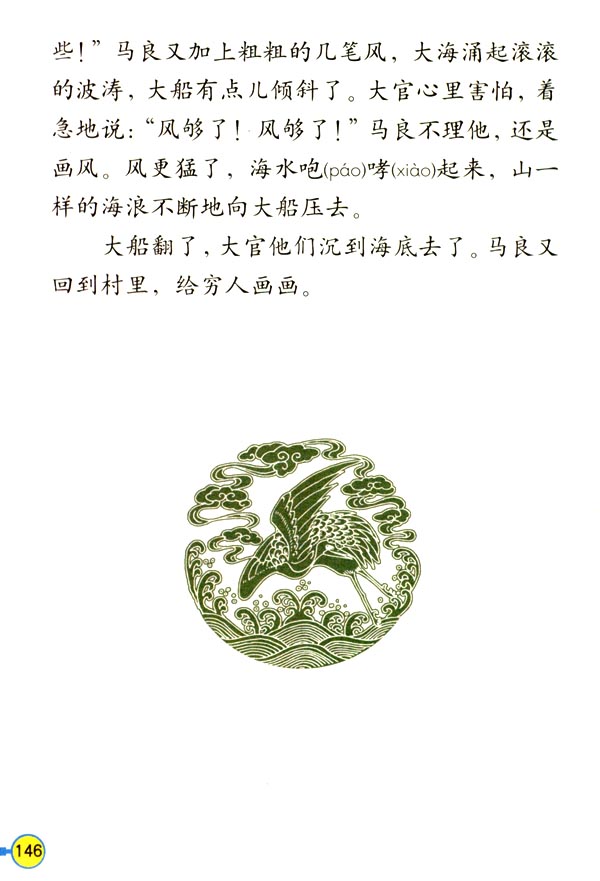 些！”马良又加上粗粗的几笔风，大海涌起滚滚
的波涛，大船有点儿倾斜了。大官心里害怕，着
急地说：“风够了！风够了！”马良不理他，还是
画风。风更猛了，海水咆(páo)哮(xiào)起来，山一
样的海浪不断地向大船压去。
大船翻了，大官他们沉到海底去了。马良又
回到村里，给穷人画画。
146